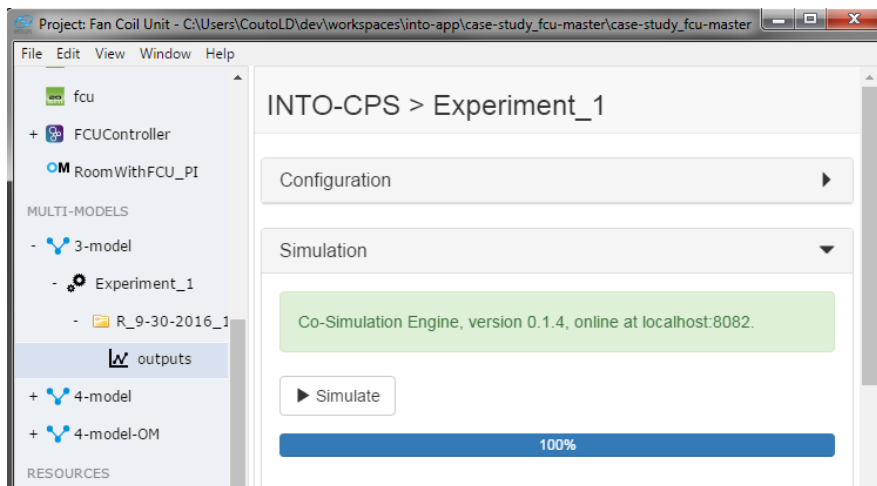 Project: Fan Coil Unit - C:\Users\CoutoLD\dev\workspaces\into-app\case-study_fcu-master\case-study_fcu-master
File Edit View Window Help
fcu
+ FCUController
OM RoomWithFCU_PI
MULTI-MODELS
- 3-model
- Experiment_1
- R_9-30-2016_1
outputs
+ 4-model
+ 4-model-OM
RESOURCES
INTO-CPS > Experiment_1
Configuration
Simulation
Co-Simulation Engine, version 0.1.4, online at localhost:8082.
Simulate
100%